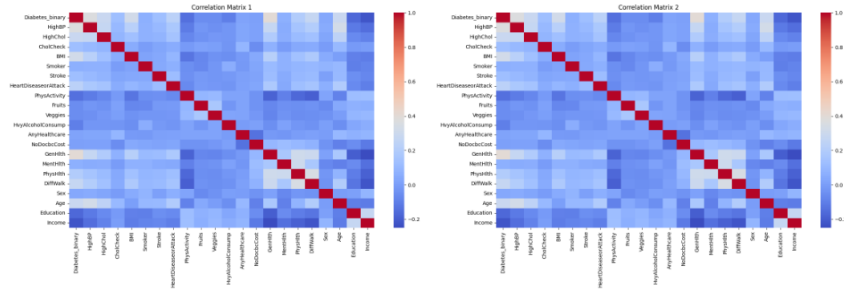 Correlation Matrix 1
Diabetes_binary
HighBP
HighChol
CholCheck
BMI
Smoker
Stroke
HeartDiseaseorAttack
PhysActivity
Fruits
Veggies
HvyAlcoholConsump
AnyHealthcare
NoDocbcCost
GenHlth
MentHlth
PhysHlth
DiffWalk
Sex
Age
Education
Income
Diabetes_binary
HighBP
HighChol
CholCheck
BMI
Smoker
Stroke
HeartDiseaseorAttack
PhysActivity
Fruits
Veggies
HvyAlcoholConsump
AnyHealthcare
NoDocbcCost
GenHlth
MentHlth
PhysHlth
DiffWalk
Sex
Age
Education
Income
1.0
0.8
0.6
0.4
0.2
0.0
−0.2
Correlation Matrix 2
Diabetes_binary
HighBP
HighChol
CholCheck
BMI
Smoker
Stroke
HeartDiseaseorAttack
PhysActivity
Fruits
Veggies
HvyAlcoholConsump
AnyHealthcare
NoDocbcCost
GenHlth
MentHlth
PhysHlth
DiffWalk
Sex
Age
Education
Income
Diabetes_binary
HighBP
HighChol
CholCheck
BMI
Smoker
Stroke
HeartDiseaseorAttack
PhysActivity
Fruits
Veggies
HvyAlcoholConsump
AnyHealthcare
NoDocbcCost
GenHlth
MentHlth
PhysHlth
DiffWalk
Sex
Age
Education
Income
1.0
0.8
0.6
0.4
0.2
0.0
−0.2